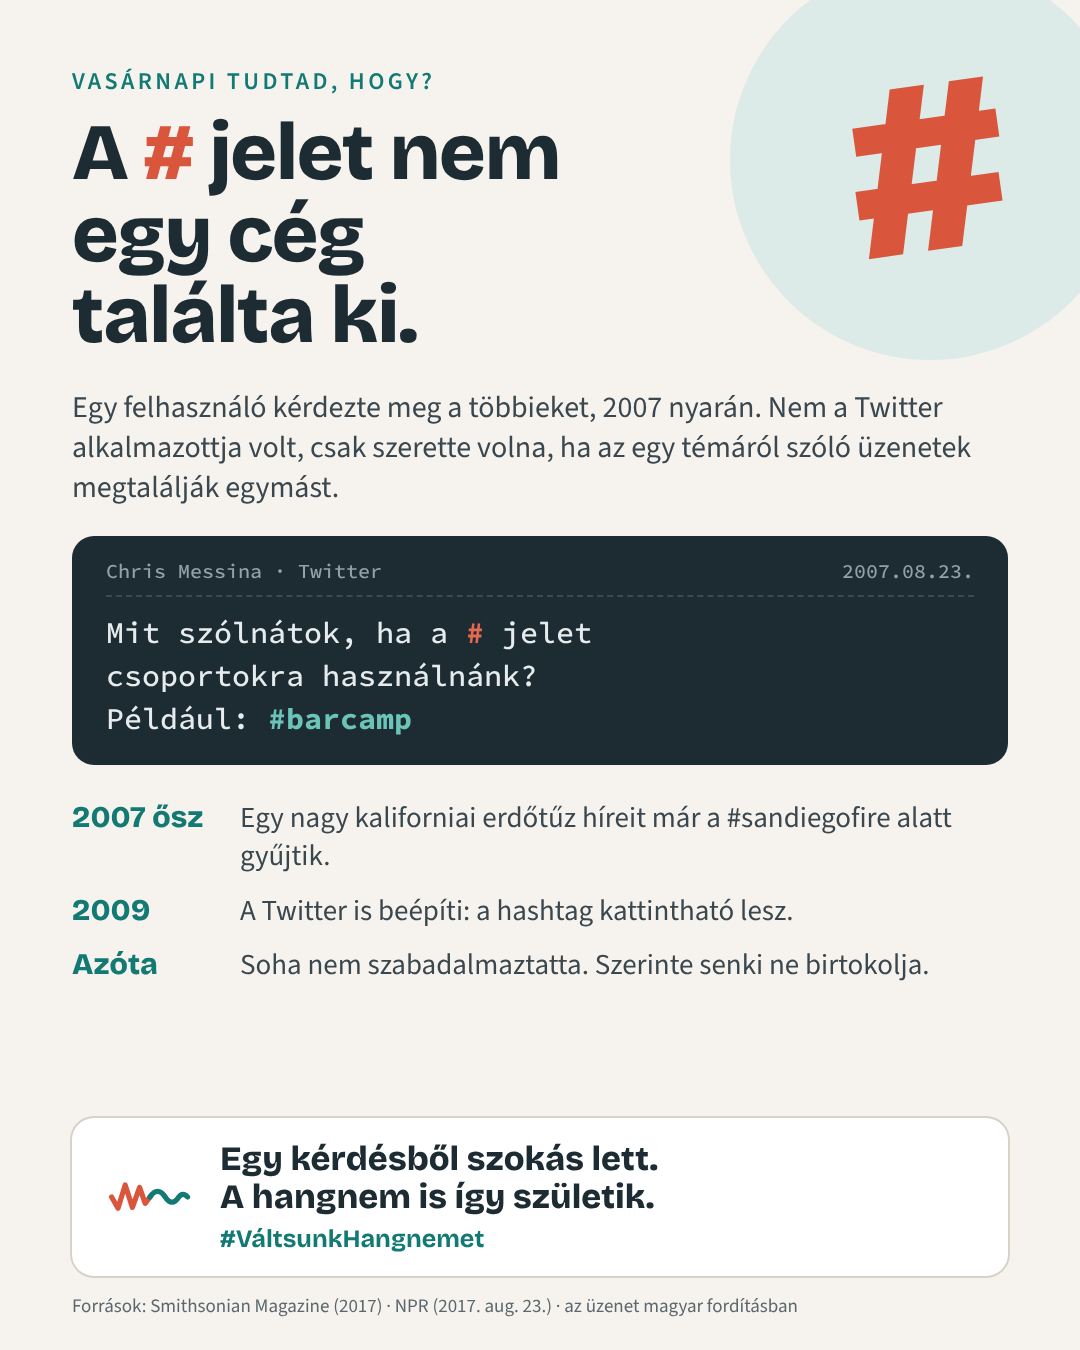 VASÁRNAPI TUDTAD, HOGY?
#
A # jelet nem
egy cég
találta ki.
Egy felhasználó kérdezte meg a többieket, 2007 nyarán. Nem a Twitter
alkalmazottja volt, csak szerette volna, ha az egy témáról szóló üzenetek
megtalálják egymást.
Chris Messina · Twitter 2007.08.23.
Mit szólnátok, ha a # jelet
csoportokra használnánk?
Például: #barcamp
2007 ősz Egy nagy kaliforniai erdőtűz híreit már a #sandiegofire alatt
gyűjtik.
2009 A Twitter is beépíti: a hashtag kattintható lesz.
Azóta Soha nem szabadalmaztatta. Szerinte senki ne birtokolja.
Egy kérdésből szokás lett.
A hangnem is így születik.
#VáltsunkHangnemet
Források: Smithsonian Magazine (2017) · NPR (2017. aug. 23.) · az üzenet magyar fordításban